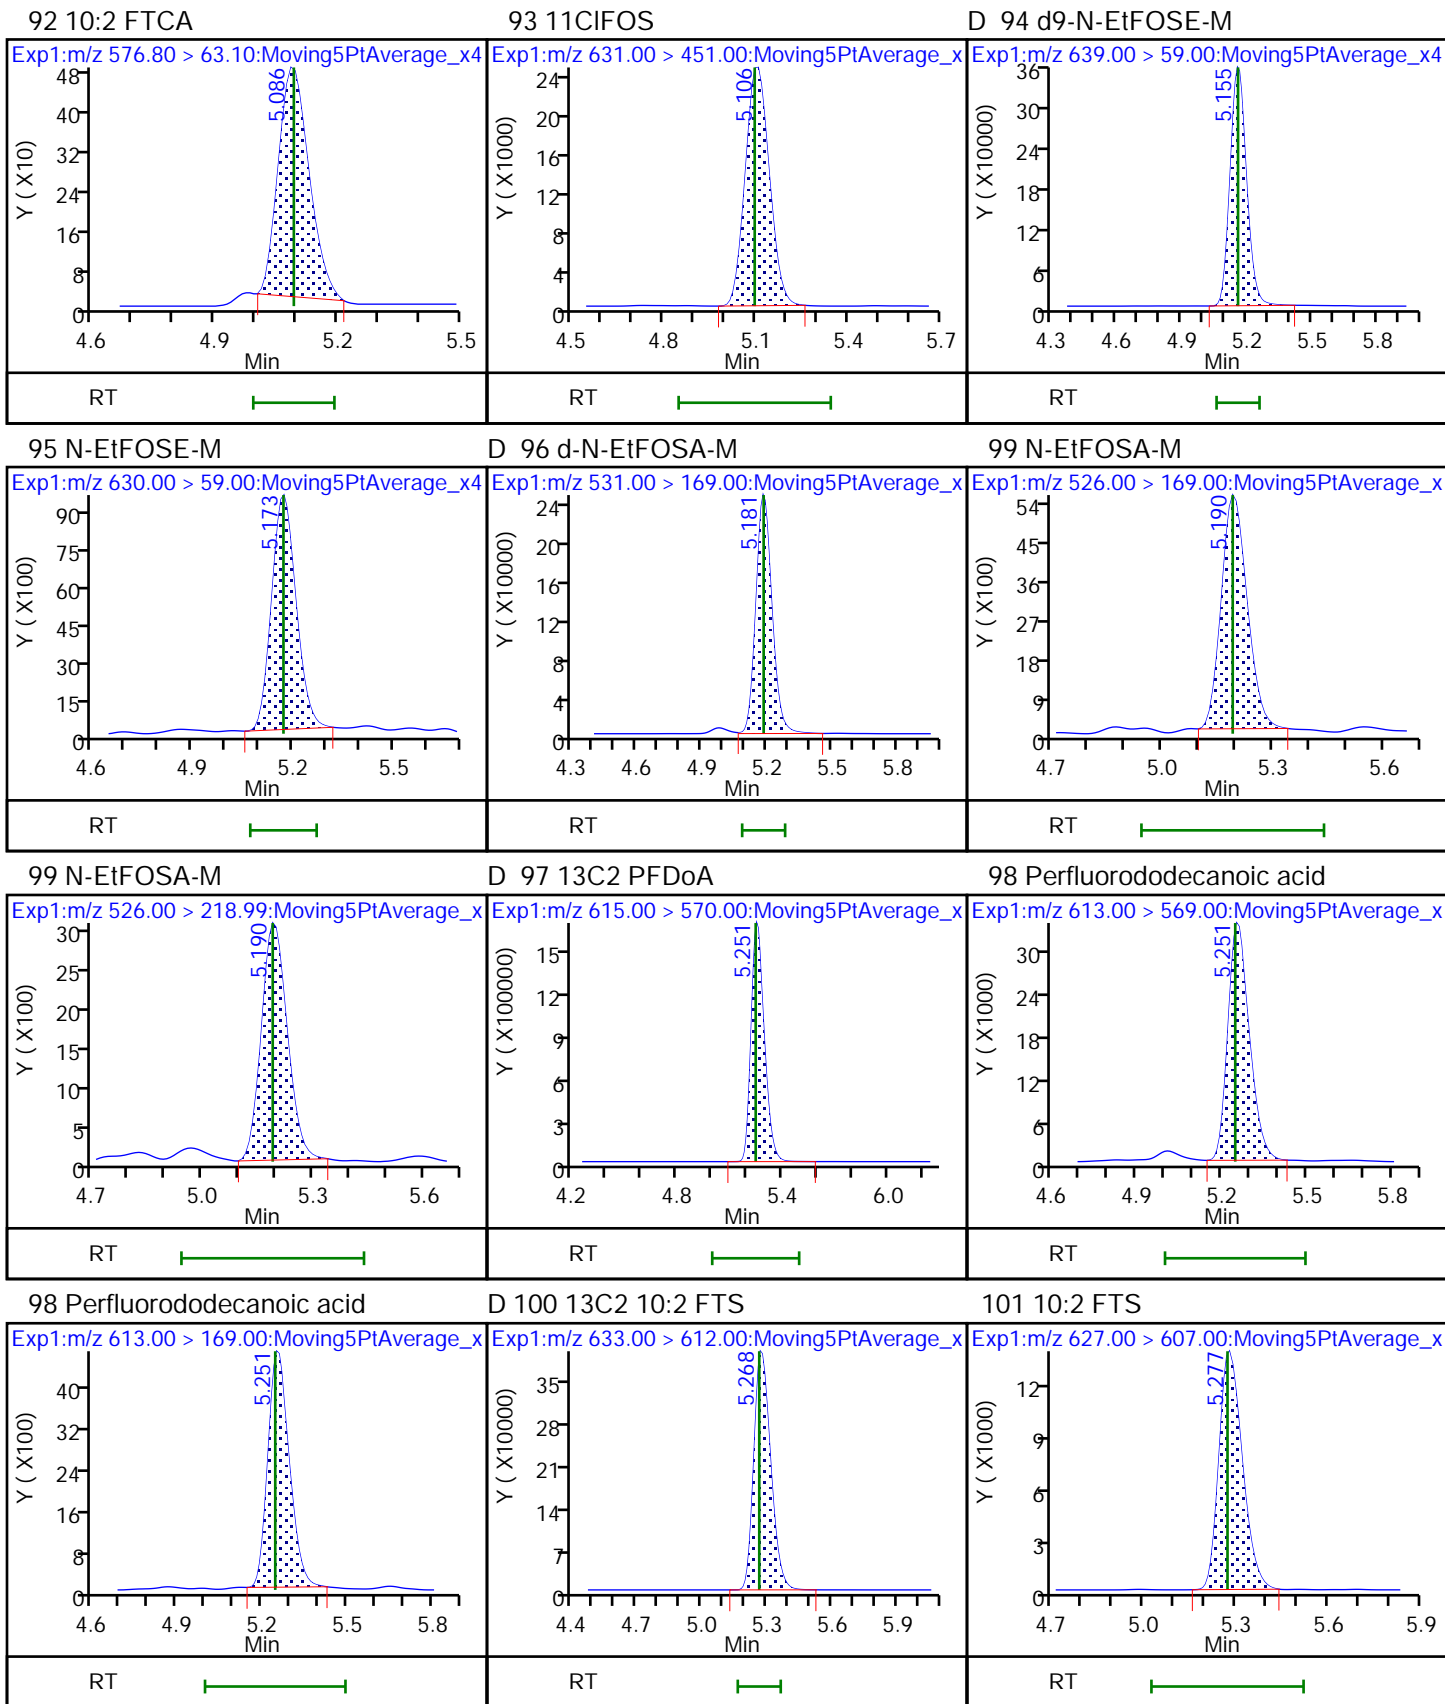 92 10:2 FTCA
Exp1:m/z 576.80 > 63.10:Moving5PtAverage_x4
5.086
Y ( X10)
48
40
32
24
16
8
0
4.6 4.9 5.2 5.5
Min
RT
93 11ClFOS
Exp1:m/z 631.00 > 451.00:Moving5PtAverage_x
5.106
Y ( X1000)
24
20
16
12
8
4
0
4.5 4.8 5.1 5.4 5.7
Min
RT
D 94 d9-N-EtFOSE-M
Exp1:m/z 639.00 > 59.00:Moving5PtAverage_x4
5.155
Y ( X10000)
36
30
24
18
12
6
0
4.3 4.6 4.9 5.2 5.5 5.8
Min
RT
95 N-EtFOSE-M
Exp1:m/z 630.00 > 59.00:Moving5PtAverage_x4
5.173
Y ( X100)
90
75
60
45
30
15
0
4.6 4.9 5.2 5.5
Min
RT
D 96 d-N-EtFOSA-M
Exp1:m/z 531.00 > 169.00:Moving5PtAverage_x
5.181
Y ( X10000)
24
20
16
12
8
4
0
4.3 4.6 4.9 5.2 5.5 5.8
Min
RT
99 N-EtFOSA-M
Exp1:m/z 526.00 > 169.00:Moving5PtAverage_x
5.190
Y ( X100)
54
45
36
27
18
9
0
4.7 5.0 5.3 5.6
Min
RT
99 N-EtFOSA-M
Exp1:m/z 526.00 > 218.99:Moving5PtAverage_x
5.190
Y ( X100)
30
25
20
15
10
5
0
4.7 5.0 5.3 5.6
Min
RT
D 97 13C2 PFDoA
Exp1:m/z 615.00 > 570.00:Moving5PtAverage_x
5.251
Y ( X100000)
15
12
9
6
3
0
4.2 4.8 5.4 6.0
Min
RT
98 Perfluorododecanoic acid
Exp1:m/z 613.00 > 569.00:Moving5PtAverage_x
5.251
Y ( X1000)
30
24
18
12
6
0
4.6 4.9 5.2 5.5 5.8
Min
RT
98 Perfluorododecanoic acid
Exp1:m/z 613.00 > 169.00:Moving5PtAverage_x
5.251
Y ( X100)
40
32
24
16
8
0
4.6 4.9 5.2 5.5 5.8
Min
RT
D 100 13C2 10:2 FTS
Exp1:m/z 633.00 > 612.00:Moving5PtAverage_x
5.268
Y ( X10000)
35
28
21
14
7
0
4.4 4.7 5.0 5.3 5.6 5.9
Min
RT
101 10:2 FTS
Exp1:m/z 627.00 > 607.00:Moving5PtAverage_x
5.277
Y ( X1000)
12
9
6
3
0
4.7 5.0 5.3 5.6 5.9
Min
RT